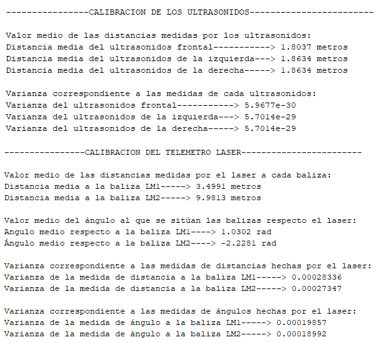 ----------------CALIBRACION DE LOS ULTRASONIDOS-------------------------
Valor medio de las distancias medidas por los ultrasonidos:
Distancia media del ultrasonidos frontal-----------> 1.8037 metros
Distancia media del ultrasonidos de la izquierda---> 1.8634 metros
Distancia media del ultrasonidos de la derecha-----> 1.8634 metros
Varianza correspondiente a las medidas de cada ultrasonidos:
Varianza del ultrasonidos frontal-----------> 5.9677e-30
Varianza del ultrasonidos de la izquierda---> 5.7014e-29
Varianza del ultrasonidos de la derecha-----> 5.7014e-29
----------------CALIBRACION DEL TELEMETRO LASER------------------------
Valor medio de las distancias medidas por el laser a cada baliza:
Distancia media a la baliza LM1-----> 3.4991 metros
Distancia media a la baliza LM2-----> 9.9813 metros
Valor medio del ángulo al que se sitúan las balizas respecto el laser:
Angulo medio respecto a la baliza LM1----> 1.0302 rad
Ángulo medio respecto a la baliza LM2----> -2.2281 rad
Varianza correspondiente a las medidas de distancias hechas por el laser:
Varianza de la medida de distancia a la baliza LM1-----> 0.00028336
Varianza de la medida de distancia a la baliza LM2-----> 0.00027347
Varianza correspondiente a las medidas de ángulos hechas por el laser:
Varianza de la medida de ángulo a la baliza LM1-----> 0.00019857
Varianza de la medida de ángulo a la baliza LM2-----> 0.00018992